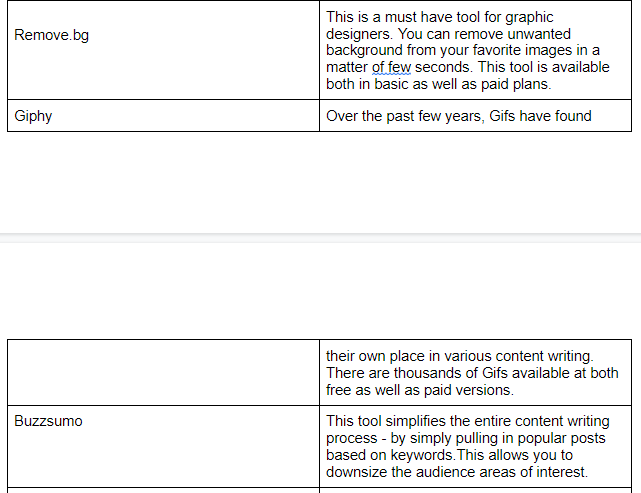 Remove.bg
This is a must have tool for graphic
designers. You can remove unwanted
background from your favorite images in a
matter of few seconds. This tool is available
both in basic as well as paid plans.
Giphy
Over the past few years, Gifs have found
their own place in various content writing.
There are thousands of Gifs available at both
free as well as paid versions.
Buzzsumo
This tool simplifies the entire content writing
process - by simply pulling in popular posts
based on keywords.This allows you to
downsize the audience areas of interest.